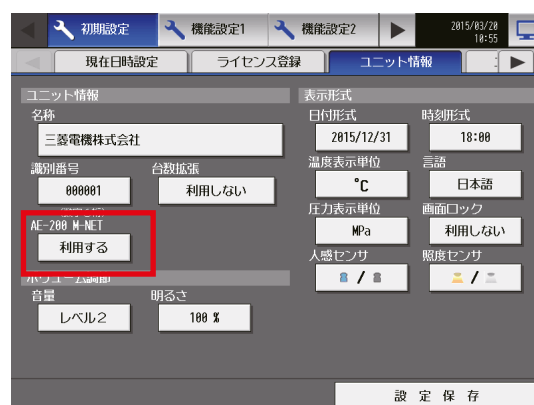 初期設定 機能設定1 機能設定2 2015/03/20
10:55
現在日時設定 ライセンス登録 ユニット情報
ユニット情報
名称
三菱電機株式会社
識別番号 台数拡張
000001 利用しない
AE-200 M-NET
利用する
ボリューム調節
音量 明るさ
レベル2 100 %
表示形式
日付形式 時刻形式
2015/12/31 18:00
温度表示単位 言語
℃ 日本語
圧力表示単位 画面ロック
MPa 利用しない
人感センサ 照度センサ
/ /
設 定 保 存